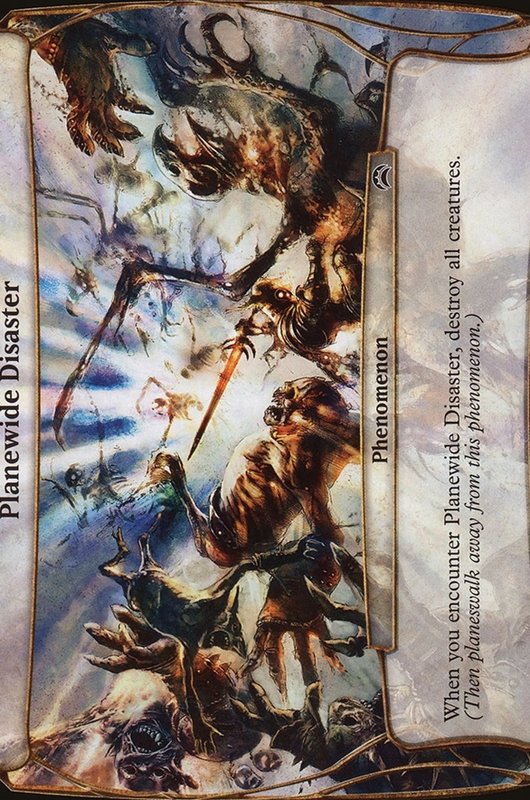 Planewide Disaster
Phenomenon
When you encounter Planewide Disaster, destroy all creatures.
(Then planeswalk away from this phenomenon.)